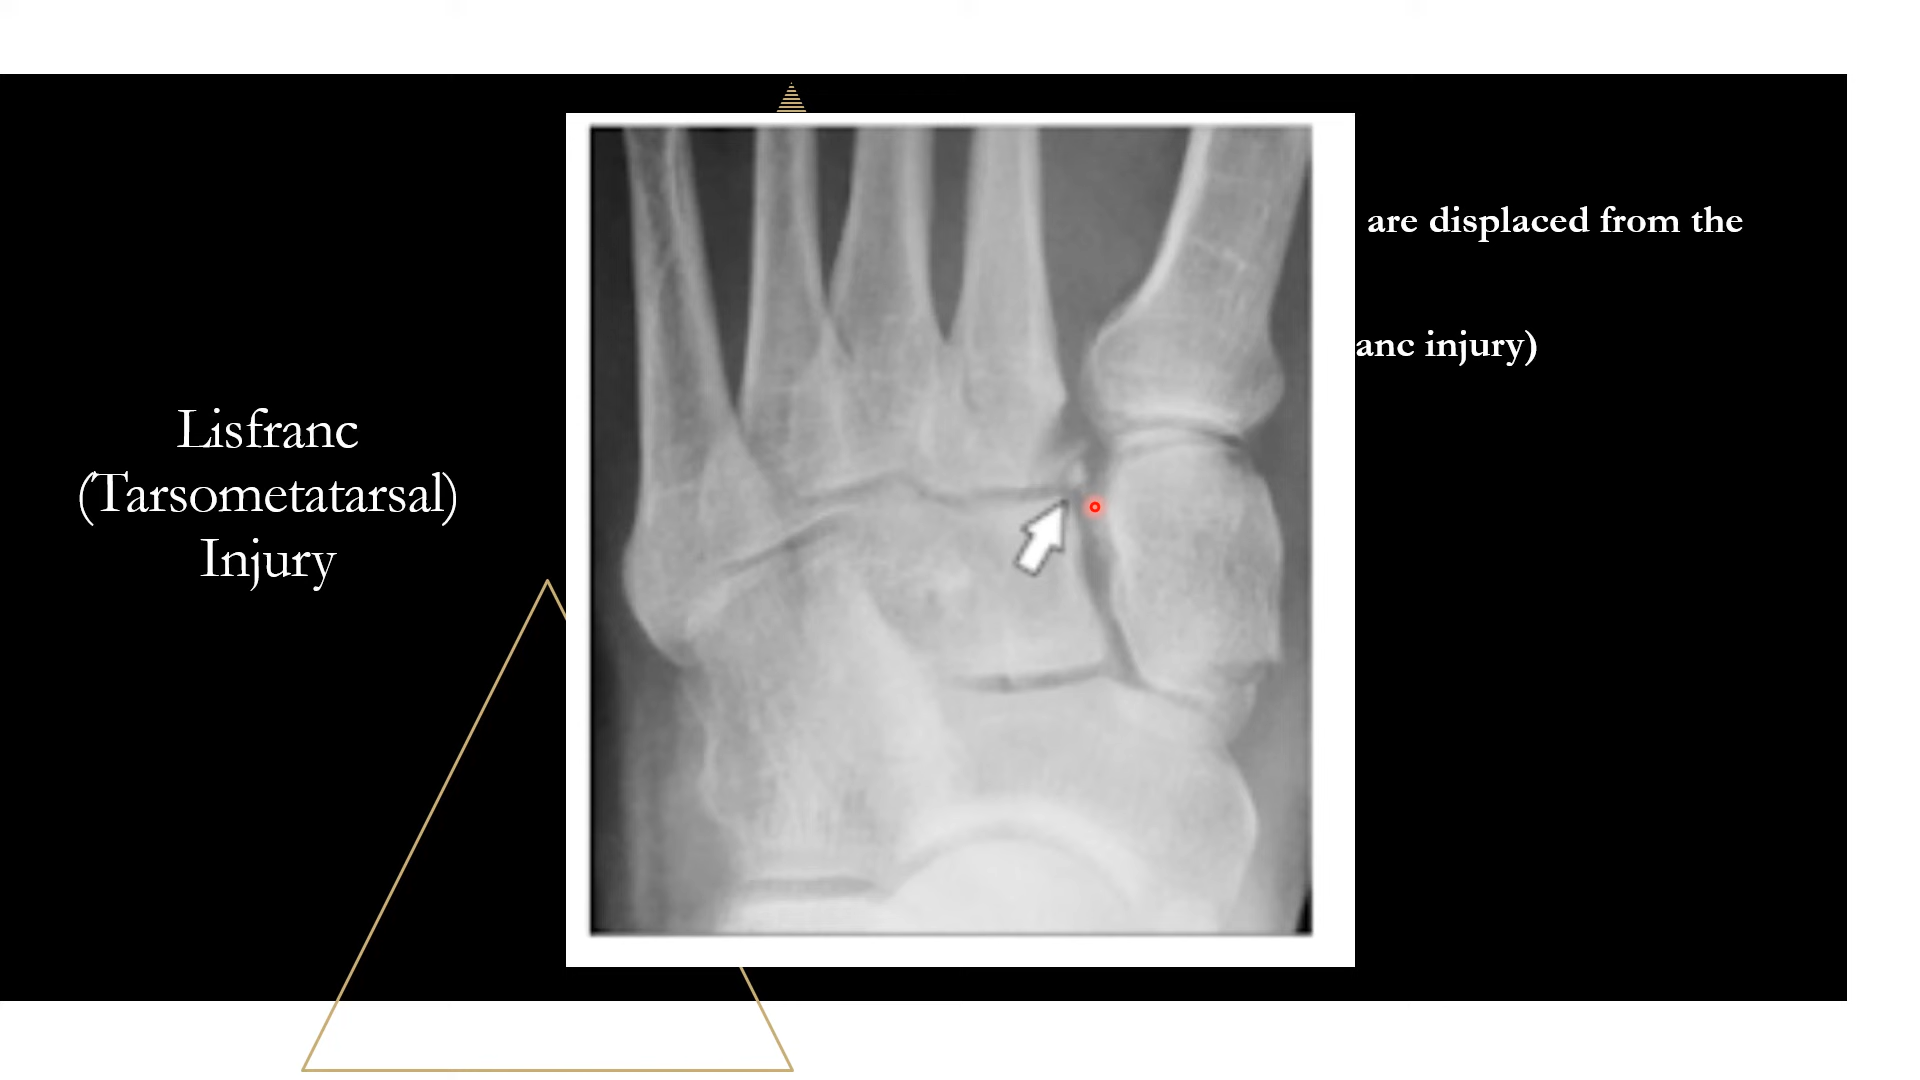 Lisfranc
(Tarsometatarsal)
Injury
are displaced from the
anc injury)